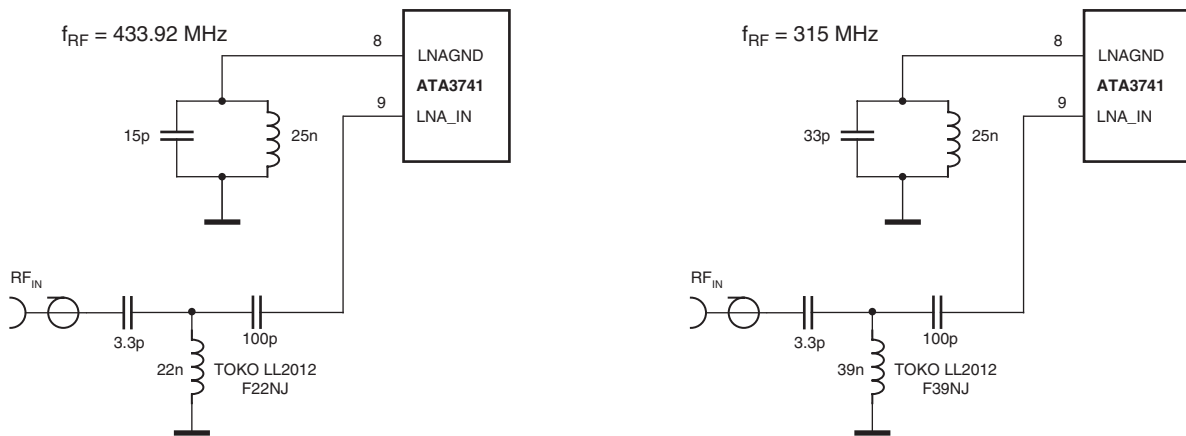 f_RF = 433.92 MHz
8
LNAGND
ATA3741
9
LNA_IN
15p
25n
RF_IN
3.3p
100p
22n
TOKO LL2012
F22NJ
f_RF = 315 MHz
8
LNAGND
ATA3741
9
LNA_IN
33p
25n
RF_IN
3.3p
100p
39n
TOKO LL2012
F39NJ